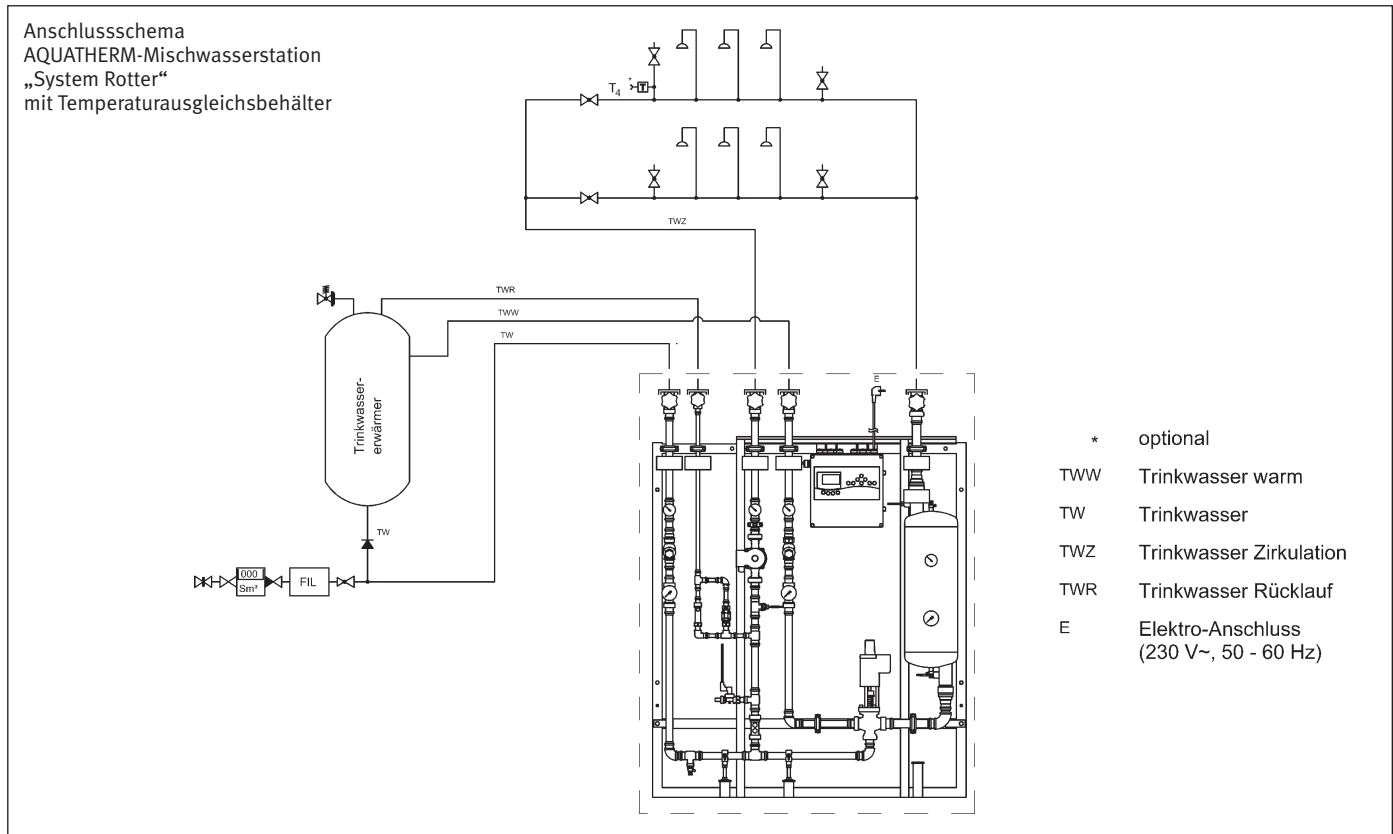 Anschlussschema
AQUATHERM-Mischwasserstation
„System Rotter“
mit Temperaturausgleichsbehälter
*
T4
T
TWZ
TWR
TWW
TW
Trinkwasser-
erwärmer
TW
000
Sm³
FIL
E
* optional
TWW Trinkwasser warm
TW Trinkwasser
TWZ Trinkwasser Zirkulation
TWR Trinkwasser Rücklauf
E Elektro-Anschluss
(230 V~, 50 - 60 Hz)